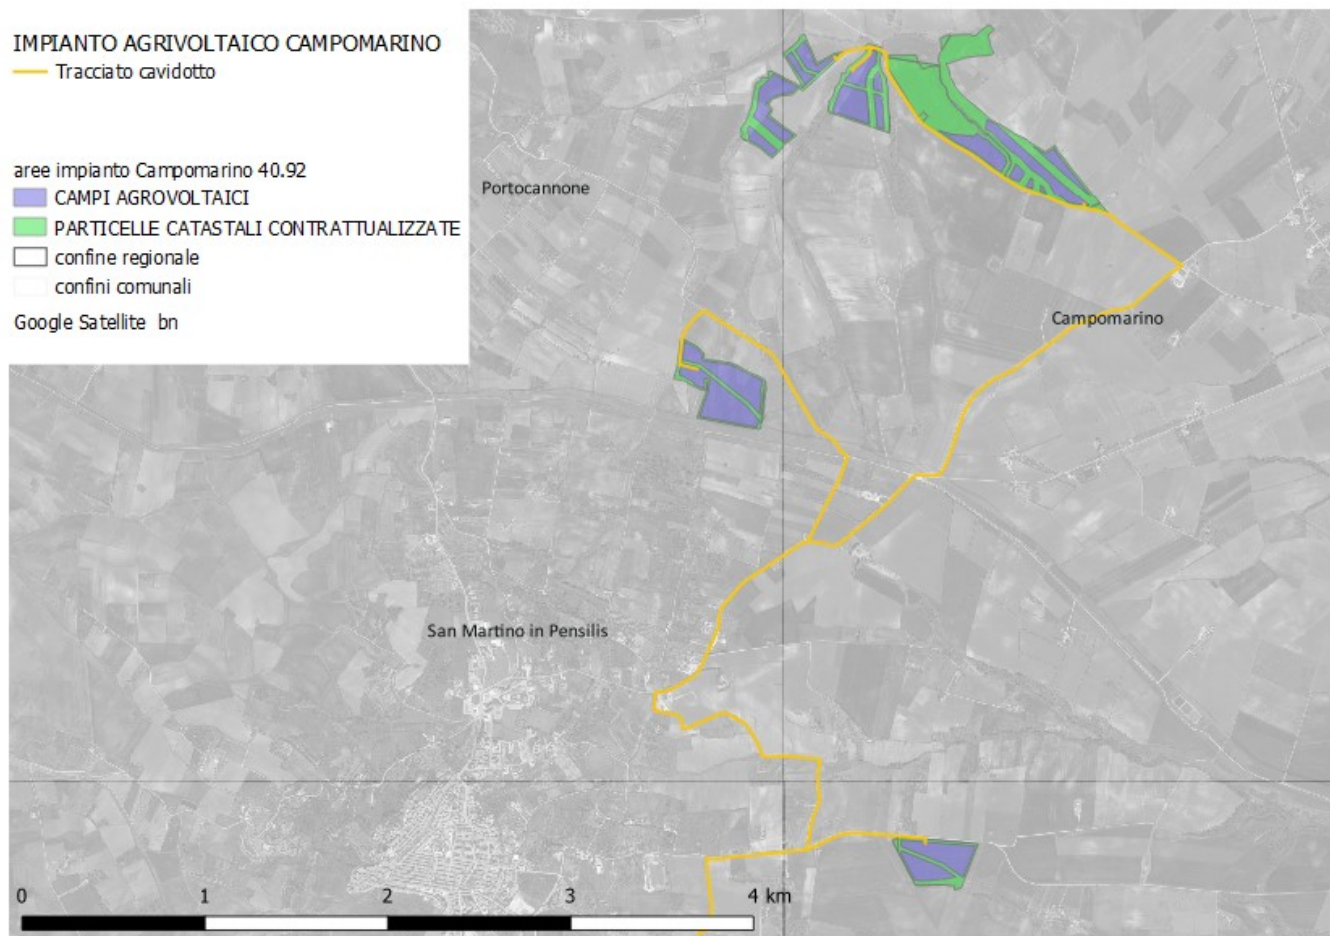 IMPIANTO AGRIVOLTAICO CAMPOMARINO
Tracciato cavidotto
aree impianto Campomarino 40.92
CAMPI AGROVOLTAICI
PARTICELLE CATASTALI CONTRATTUALIZZATE
confine regionale
confini comunali
Google Satellite bn
Portocannone
Campomarino
San Martino in Pensilis
0 1 2 3 4 km